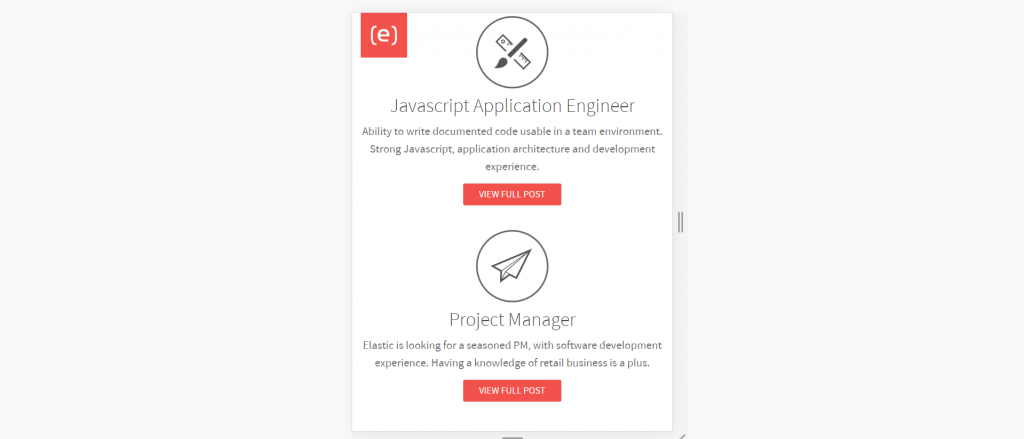 (e)
Javascript Application Engineer
Ability to write documented code usable in a team environment.
Strong Javascript, application architecture and development
experience.
VIEW FULL POST
Project Manager
Elastic is looking for a seasoned PM, with software development
experience. Having a knowledge of retail business is a plus.
VIEW FULL POST